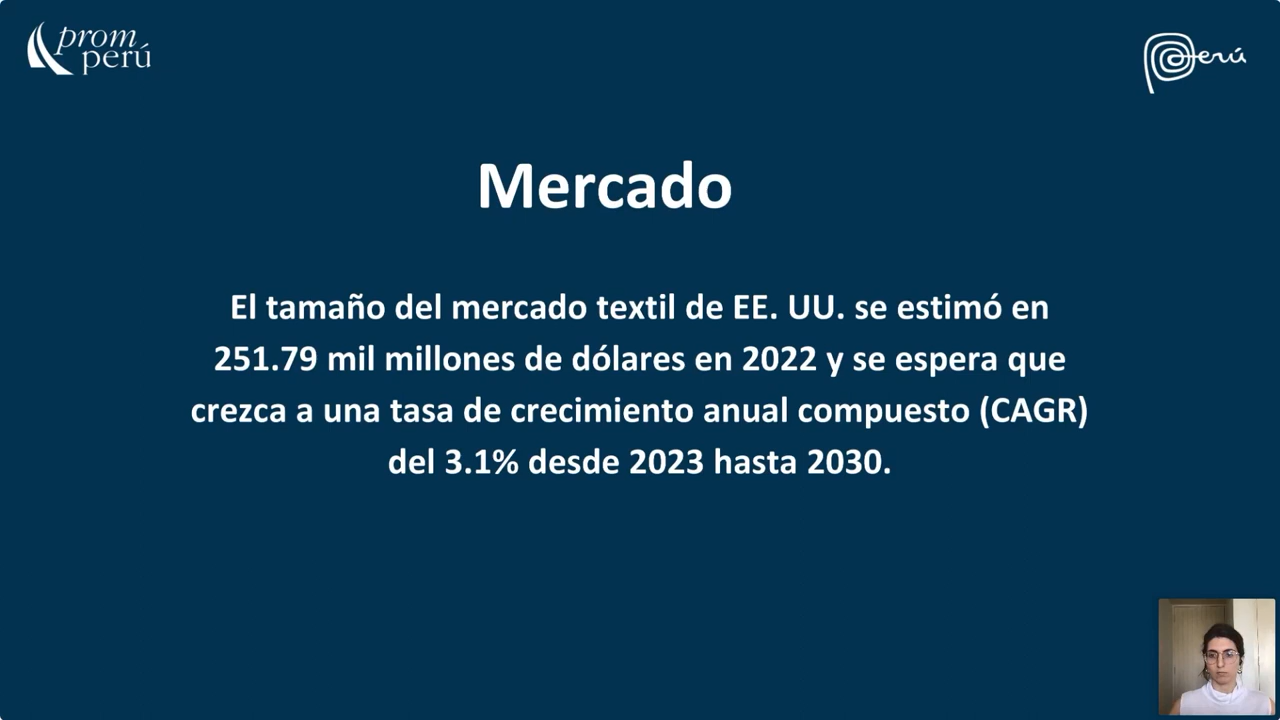 prom
perú
Perú
Mercado
El tamaño del mercado textil de EE. UU. se estimó en
251.79 mil millones de dólares en 2022 y se espera que
crezca a una tasa de crecimiento anual compuesto (CAGR)
del 3.1% desde 2023 hasta 2030.